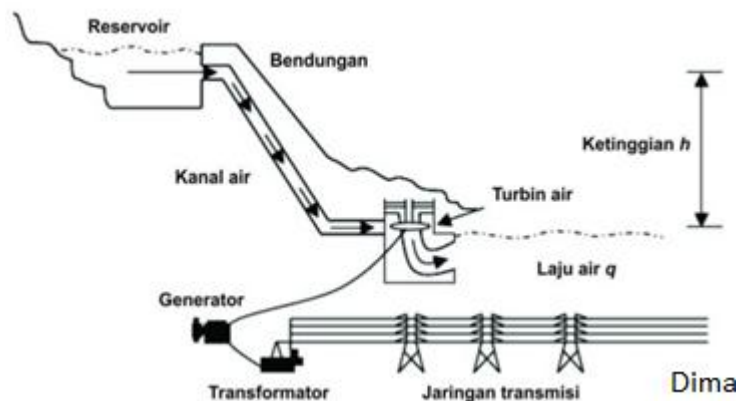 Reservoir
Bendungan
Ketinggian h
Kanal air
Turbin air
Laju air q
Generator
Transformator
Jaringan transmisi
Dima